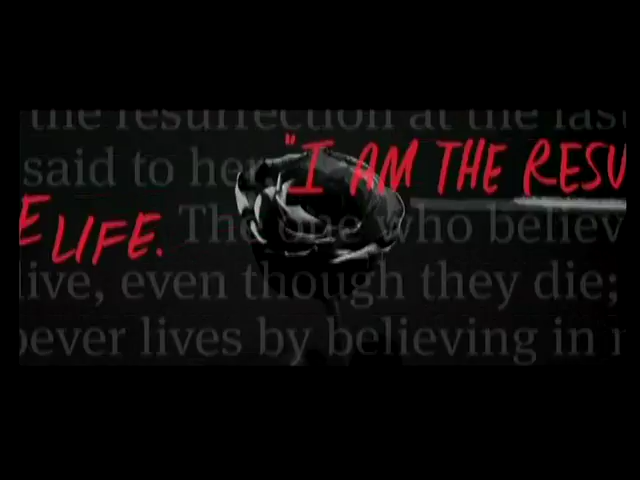 the resurrection at the last
said to her "I AM THE RESU
E LIFE. The one who believ
live, even though they die;
oever lives by believing in m